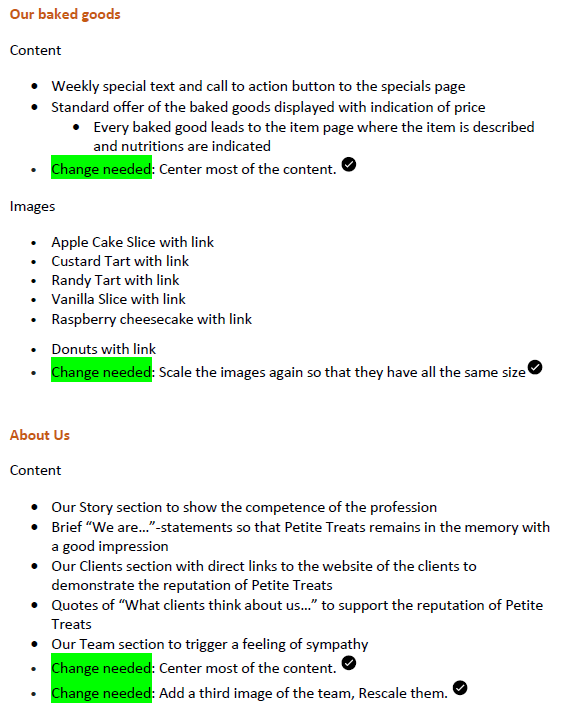 Our baked goods
Content
Weekly special text and call to action button to the specials page
Standard offer of the baked goods displayed with indication of price
Every baked good leads to the item page where the item is described
and nutritions are indicated
Change needed: Center most of the content.
Images
Apple Cake Slice with link
Custard Tart with link
Randy Tart with link
Vanilla Slice with link
Raspberry cheesecake with link
Donuts with link
Change needed: Scale the images again so that they have all the same size
About Us
Content
Our Story section to show the competence of the profession
Brief “We are…”-statements so that Petite Treats remains in the memory with
a good impression
Our Clients section with direct links to the website of the clients to
demonstrate the reputation of Petite Treats
Quotes of “What clients think about us…” to support the reputation of Petite
Treats
Our Team section to trigger a feeling of sympathy
Change needed: Center most of the content.
Change needed: Add a third image of the team, Rescale them.